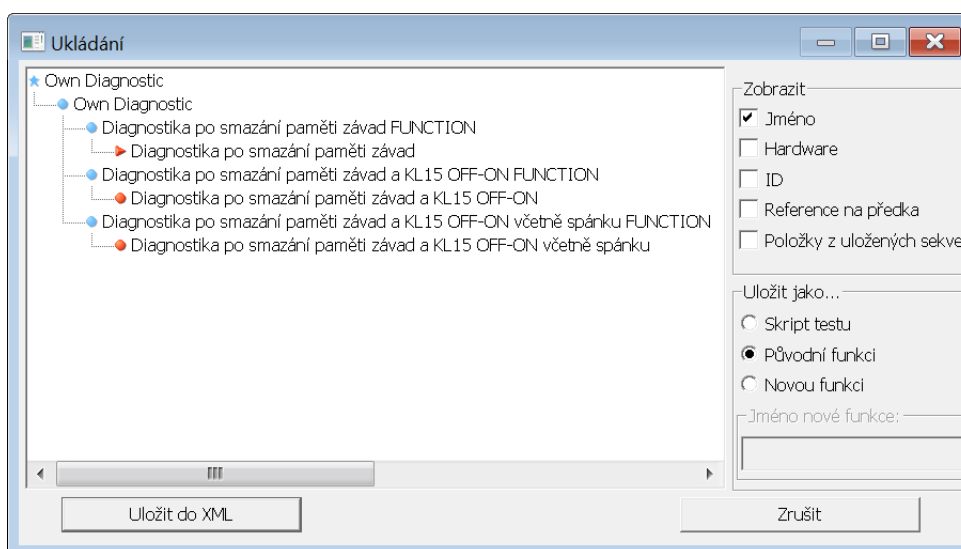 Ukládání
Own Diagnostic
Own Diagnostic
Diagnostika po smazání paměti závad FUNCTION
Diagnostika po smazání paměti závad
Diagnostika po smazání paměti závad a KL15 OFF-ON FUNCTION
Diagnostika po smazání paměti závad a KL15 OFF-ON
Diagnostika po smazání paměti závad a KL15 OFF-ON včetně spánku FUNCTION
Diagnostika po smazání paměti závad a KL15 OFF-ON včetně spánku
Zobrazit
Jméno
Hardware
ID
Reference na předka
Položky z uložených sekve
Uložit jako...
Skript testu
Původní funkci
Novou funkci
Jméno nové funkce:
Uložit do XML
Zrušit